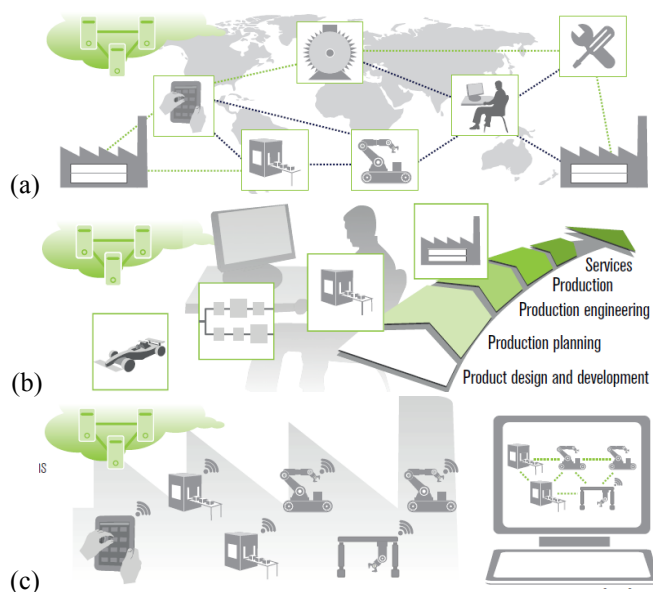 (a)
Services
Production
Production engineering
Production planning
Product design and development
(b)
IS
(c)